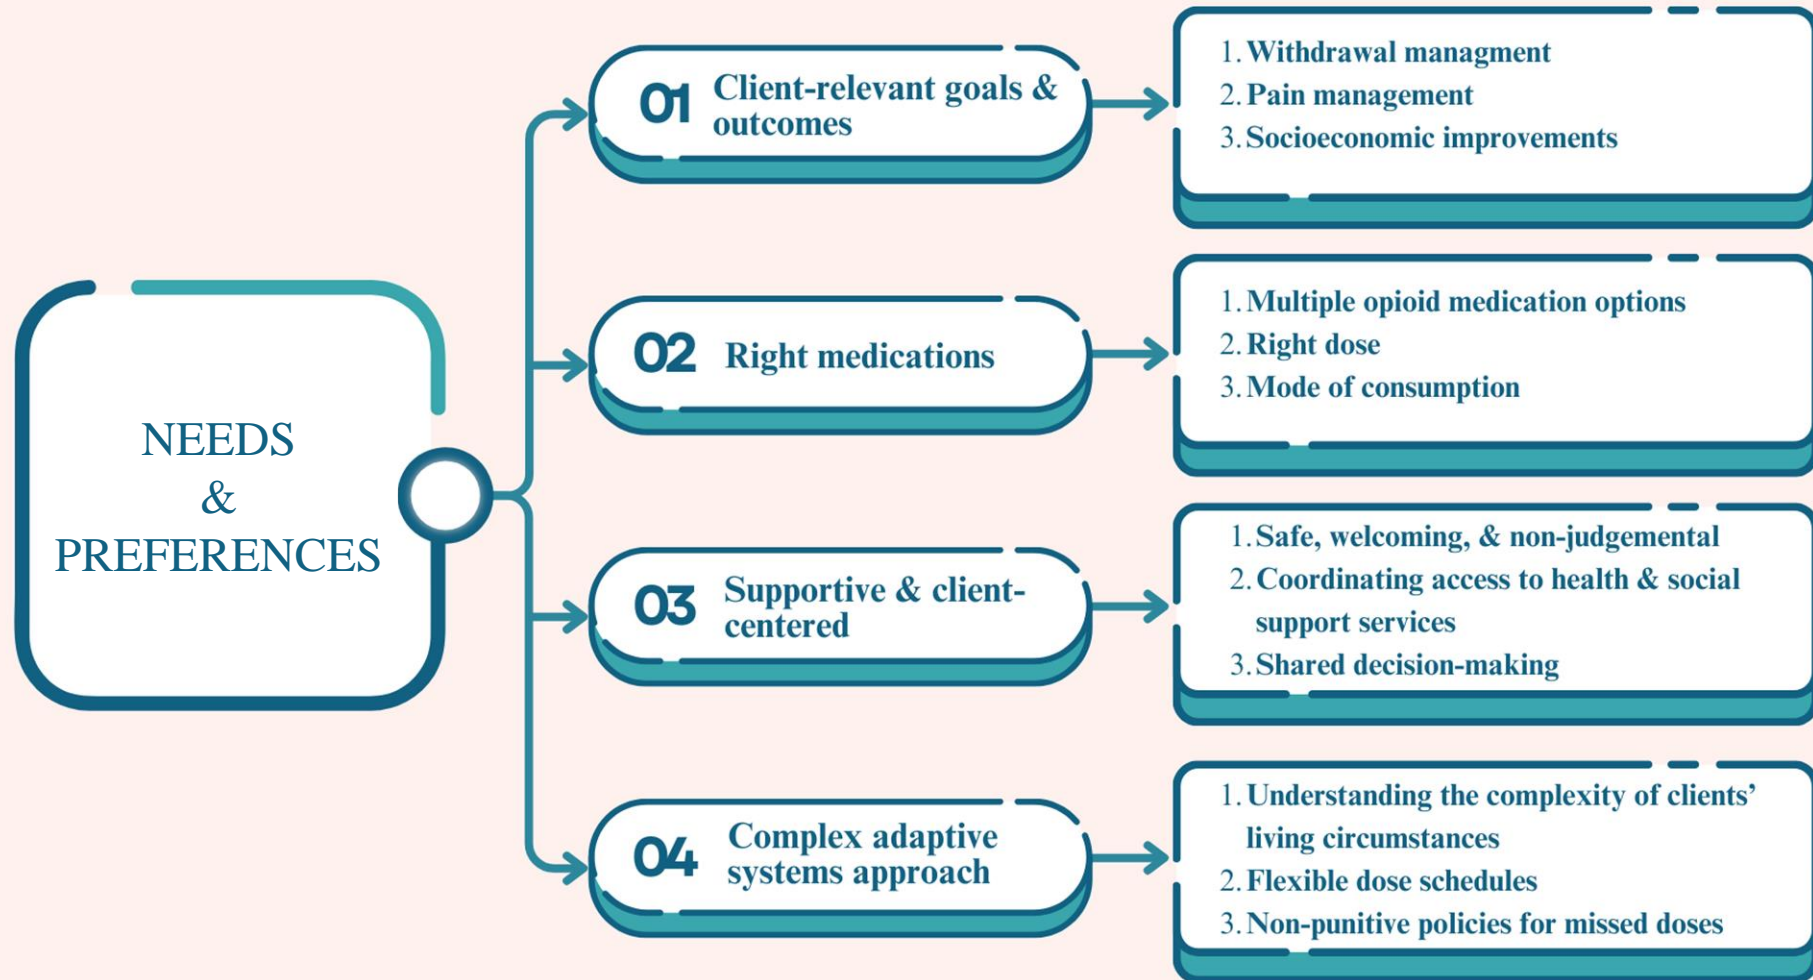 NEEDS
&
PREFERENCES
01 Client-relevant goals &
outcomes
1. Withdrawal managment
2. Pain management
3. Socioeconomic improvements
02 Right medications
1. Multiple opioid medication options
2. Right dose
3. Mode of consumption
03 Supportive & client-
centered
1. Safe, welcoming, & non-judgemental
2. Coordinating access to health & social
support services
3. Shared decision-making
04 Complex adaptive
systems approach
1. Understanding the complexity of clients’
living circumstances
2. Flexible dose schedules
3. Non-punitive policies for missed doses